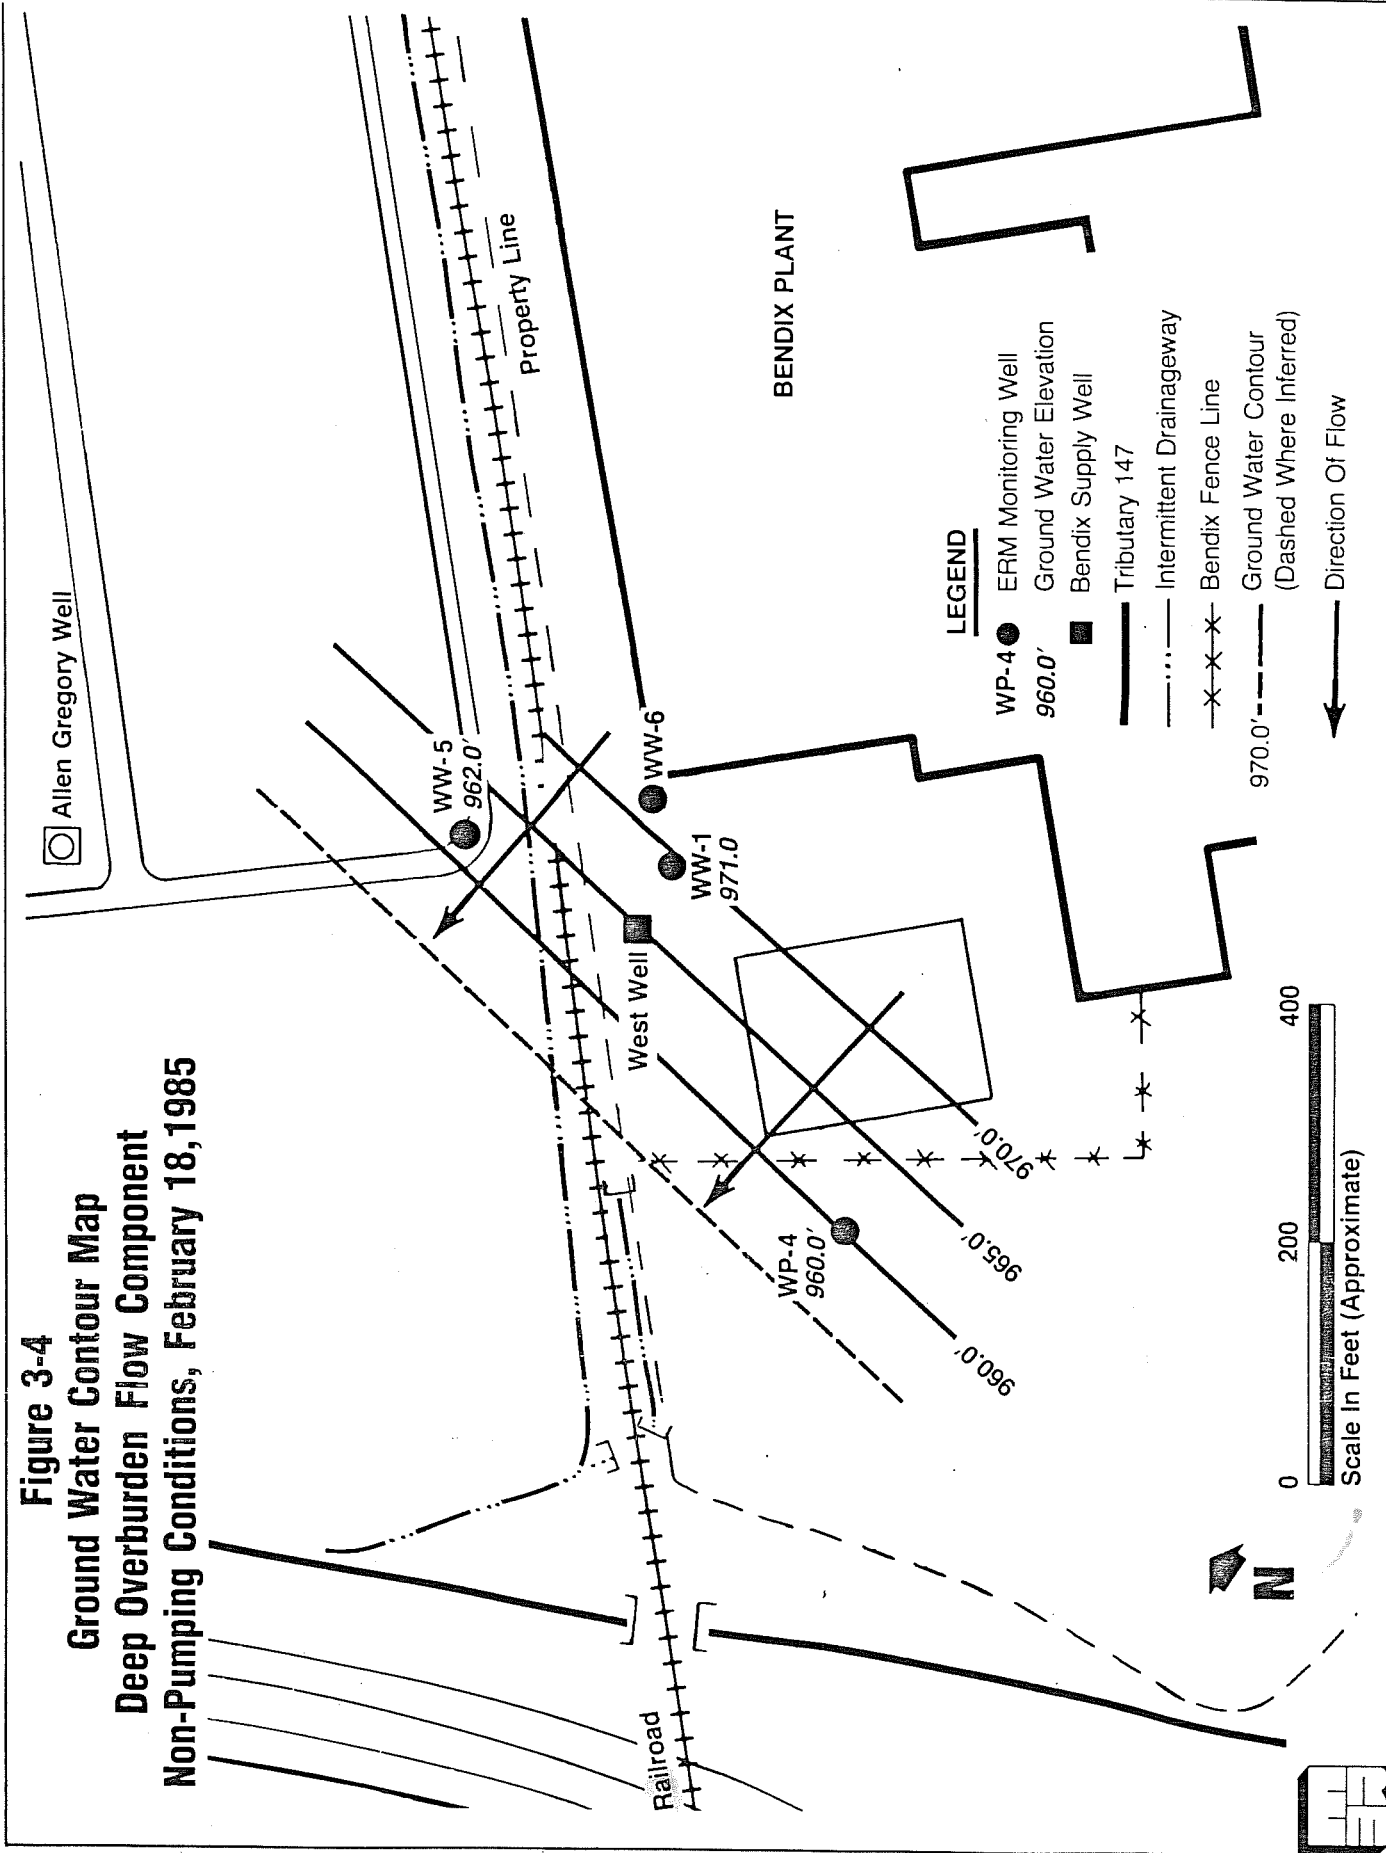 Figure 3-4
Ground Water Contour Map
Deep Overburden Flow Component
Non-Pumping Conditions, February 18,1985
Allen Gregory Well
Property Line
WW-5
962.0'
WW-6
WW-1
971.0
West Well
WP-4
960.0'
970.0'
965.0'
960.0'
BENDIX PLANT
Railroad
LEGEND
WP-4 ERM Monitoring Well
960.0' Ground Water Elevation
Bendix Supply Well
Tributary 147
Intermittent Drainageway
Bendix Fence Line
970.0' Ground Water Contour
(Dashed Where Inferred)
Direction Of Flow
N
0 200 400
Scale In Feet (Approximate)